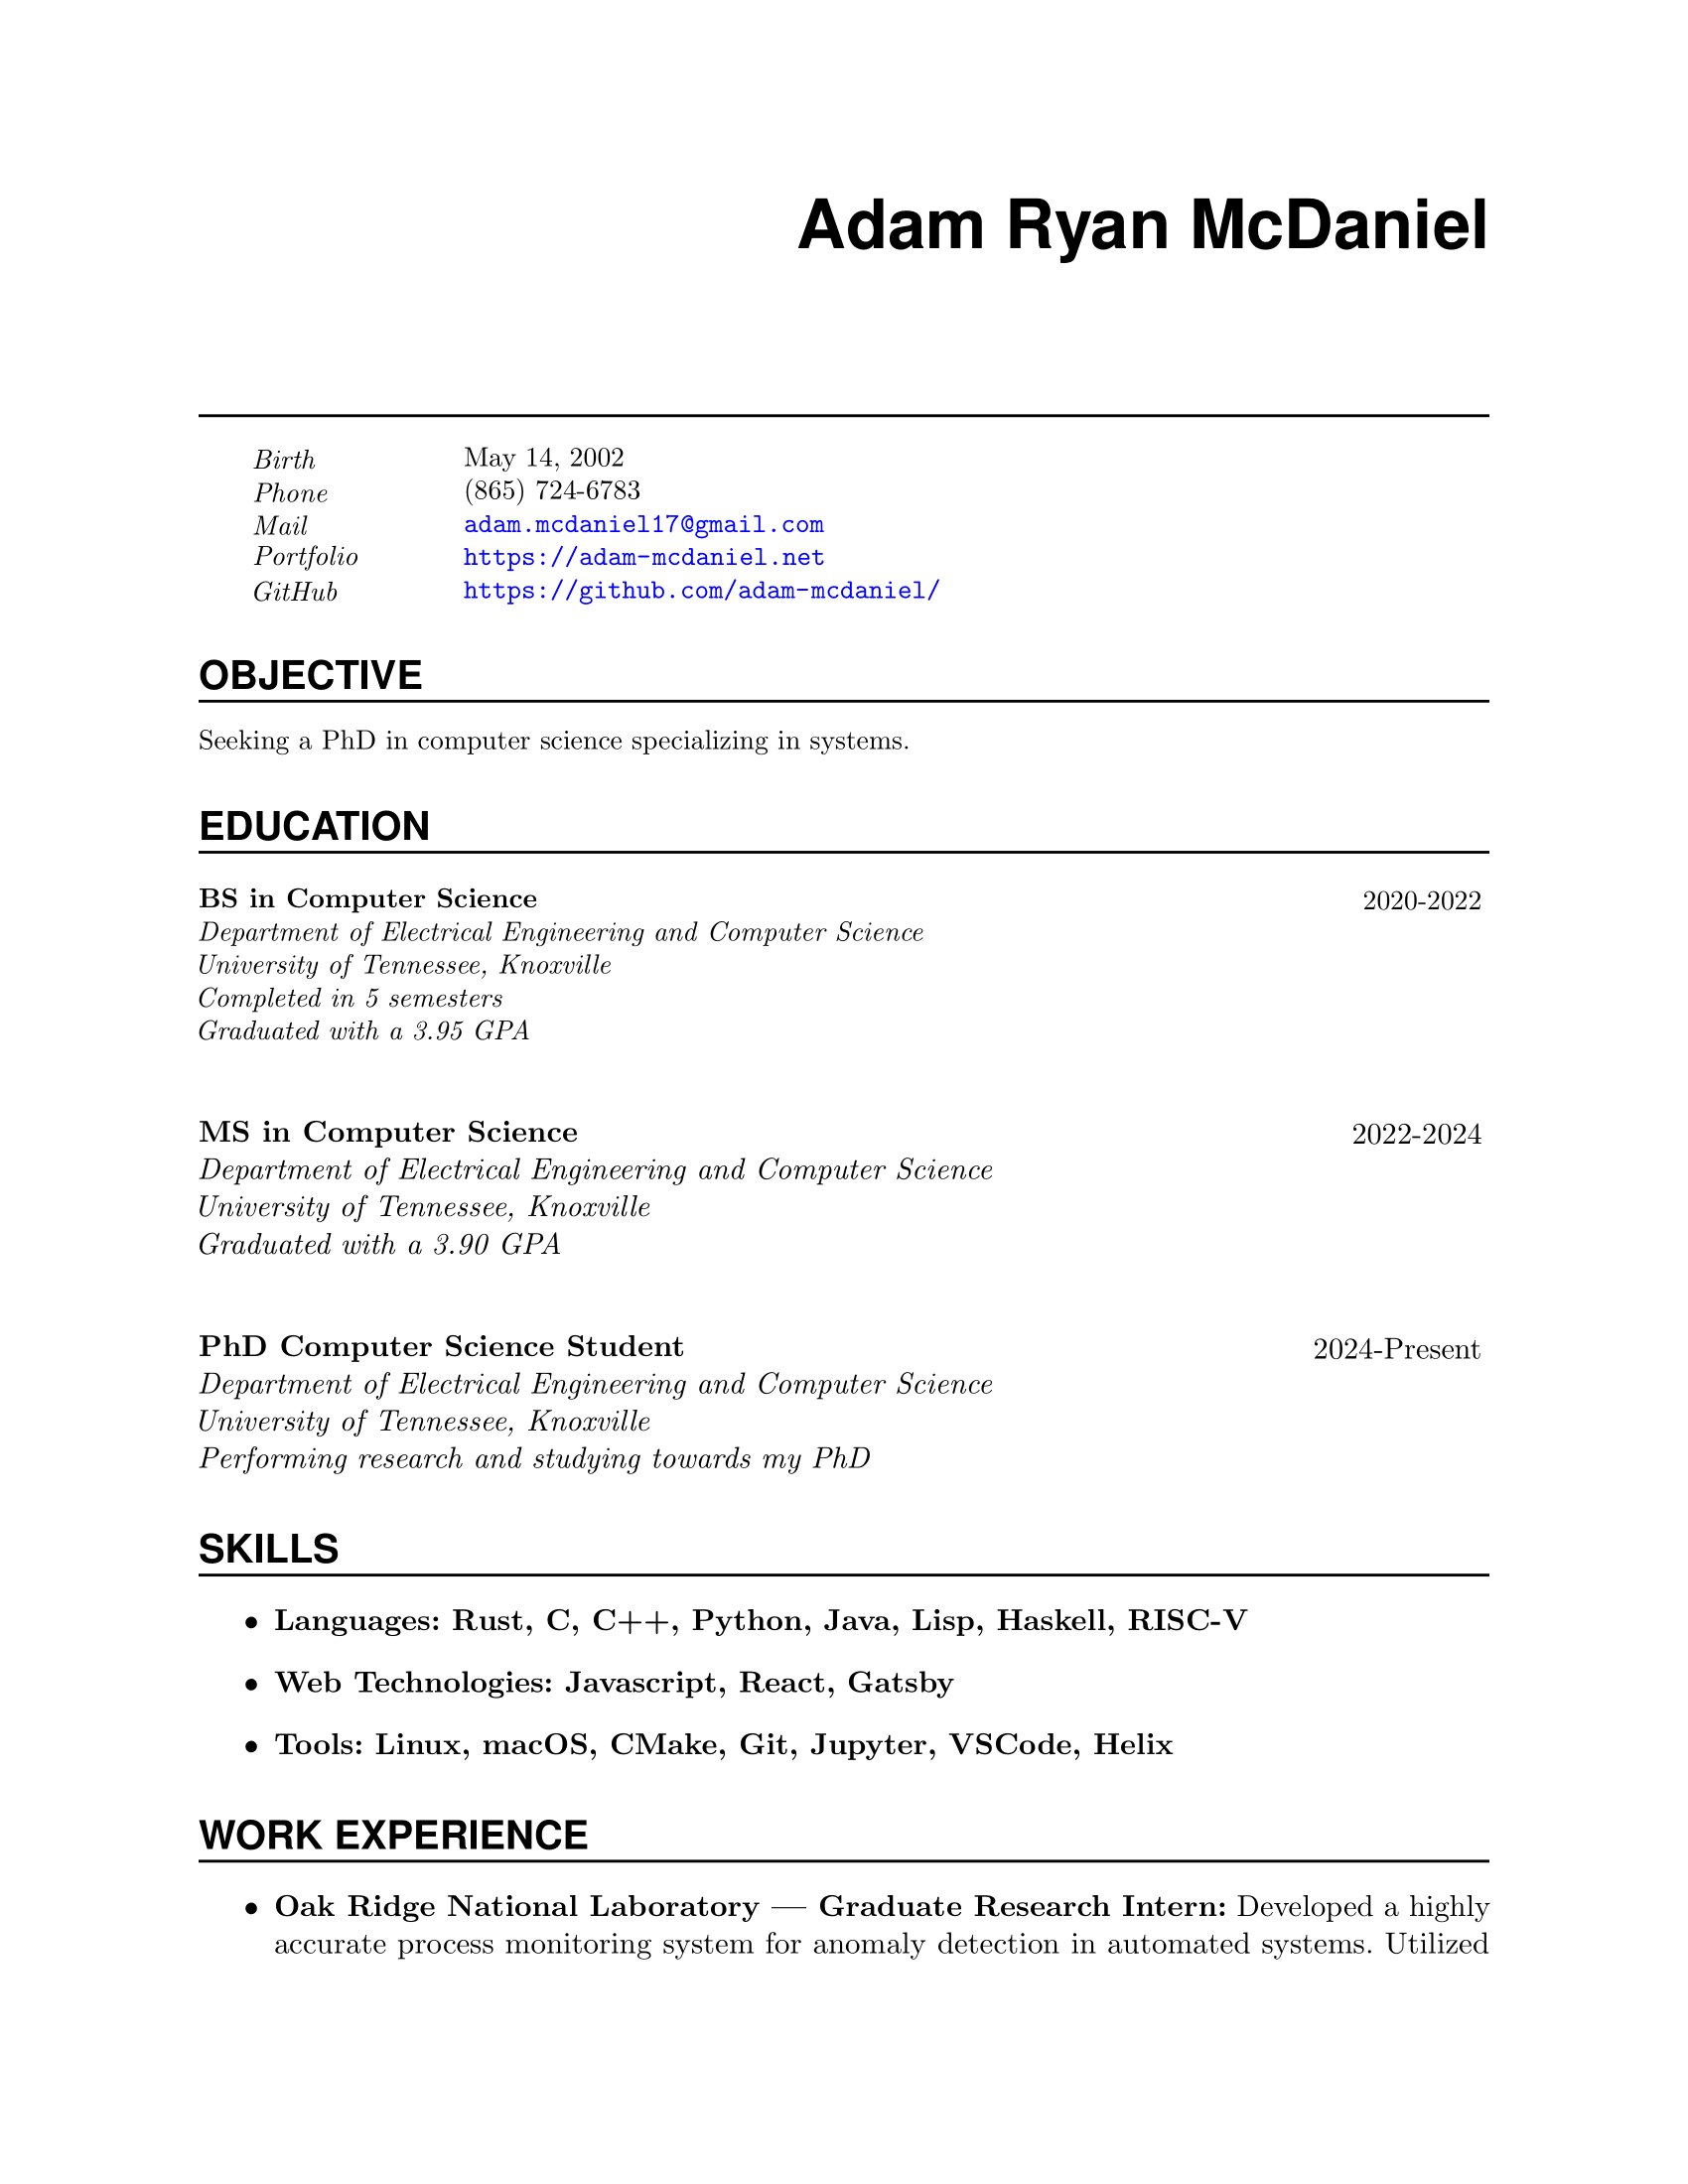 Adam Ryan McDaniel
Birth May 14, 2002
Phone (865) 724-6783
Mail adam.mcdaniel17@gmail.com
Portfolio https://adam-mcdaniel.net
GitHub https://github.com/adam-mcdaniel/
OBJECTIVE
Seeking a PhD in computer science specializing in systems.
EDUCATION
BS in Computer Science 2020-2022
Department of Electrical Engineering and Computer Science
University of Tennessee, Knoxville
Completed in 5 semesters
Graduated with a 3.95 GPA
MS in Computer Science 2022-2024
Department of Electrical Engineering and Computer Science
University of Tennessee, Knoxville
Graduated with a 3.90 GPA
PhD Computer Science Student 2024-Present
Department of Electrical Engineering and Computer Science
University of Tennessee, Knoxville
Performing research and studying towards my PhD
SKILLS
• Languages: Rust, C, C++, Python, Java, Lisp, Haskell, RISC-V
• Web Technologies: Javascript, React, Gatsby
• Tools: Linux, macOS, CMake, Git, Jupyter, VSCode, Helix
WORK EXPERIENCE
• Oak Ridge National Laboratory — Graduate Research Intern: Developed a highly
accurate process monitoring system for anomaly detection in automated systems. Utilized